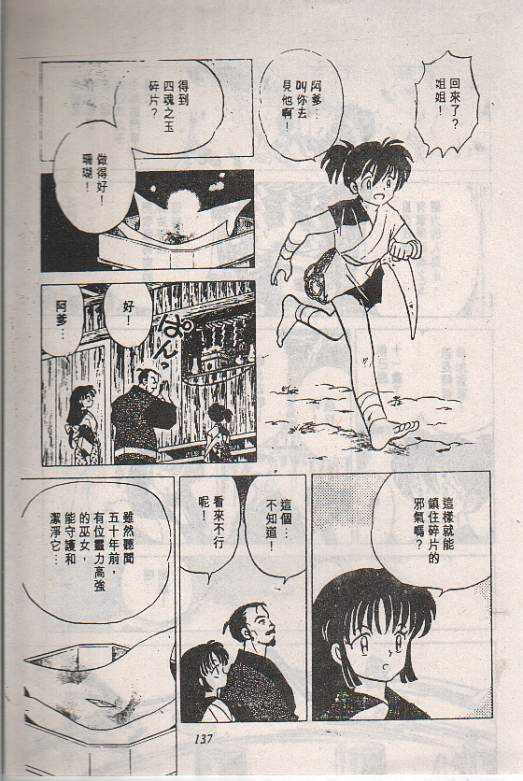 回來了？
姐姐！
阿爹…
叫你去
見他啊！
得到
四魂之玉
碎片？
做得好！
珊瑚！
好！
阿爹…
ぱんっ
這樣就能
鎮住碎片的
邪氣嗎？
這個…
不知道！
看來不行
呢！
雖然聽聞
五十年前，
有位靈力高強
的巫女，
能守護和
潔淨它…
137